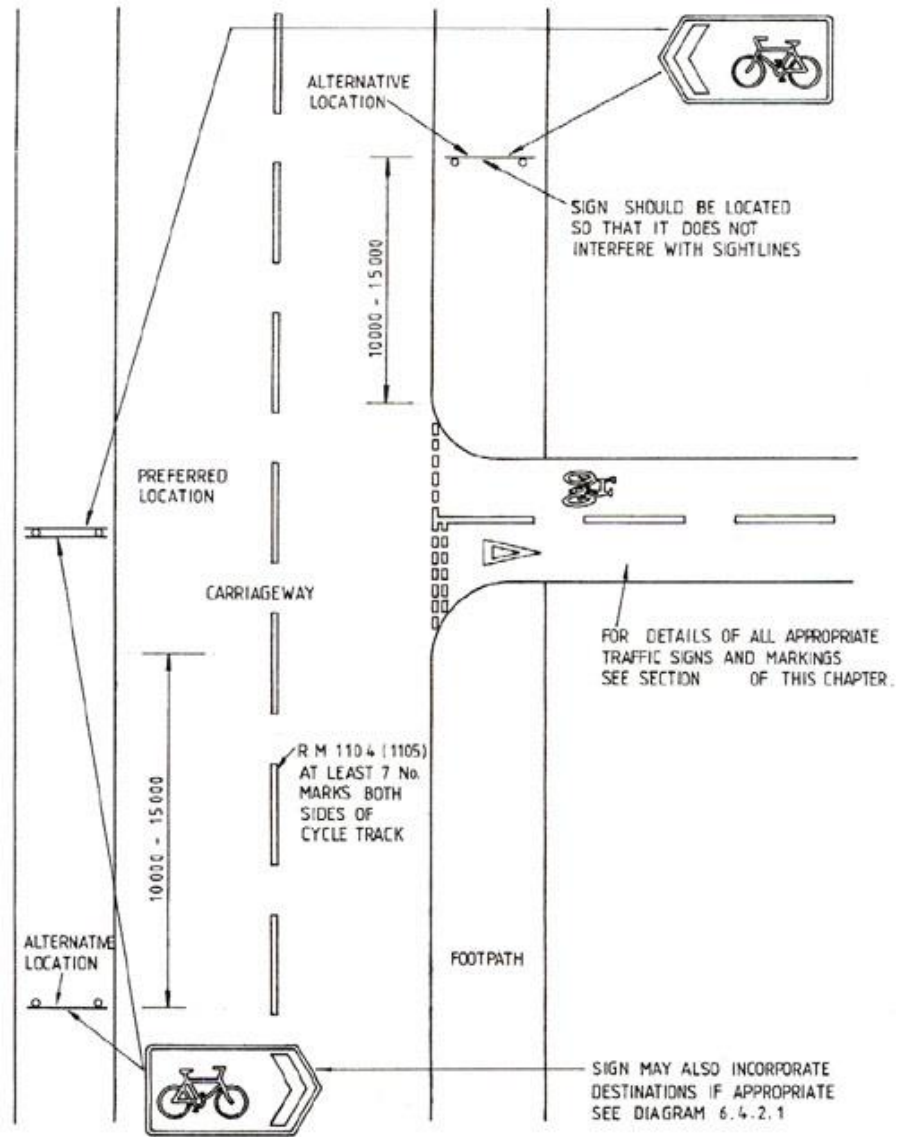 ALTERNATIVE
LOCATION
SIGN SHOULD BE LOCATED
SO THAT IT DOES NOT
INTERFERE WITH SIGHTLINES
10000 - 15000
PREFERRED
LOCATION
CARRIAGEWAY
FOR DETAILS OF ALL APPROPRIATE
TRAFFIC SIGNS AND MARKINGS
SEE SECTION OF THIS CHAPTER.
R M 110 4 (1105)
AT LEAST 7 No.
MARKS BOTH
SIDES OF
CYCLE TRACK
10000 - 15000
ALTERNATIVE
LOCATION
FOOTPATH
SIGN MAY ALSO INCORPORATE
DESTINATIONS IF APPROPRIATE
SEE DIAGRAM 6.4.2.1